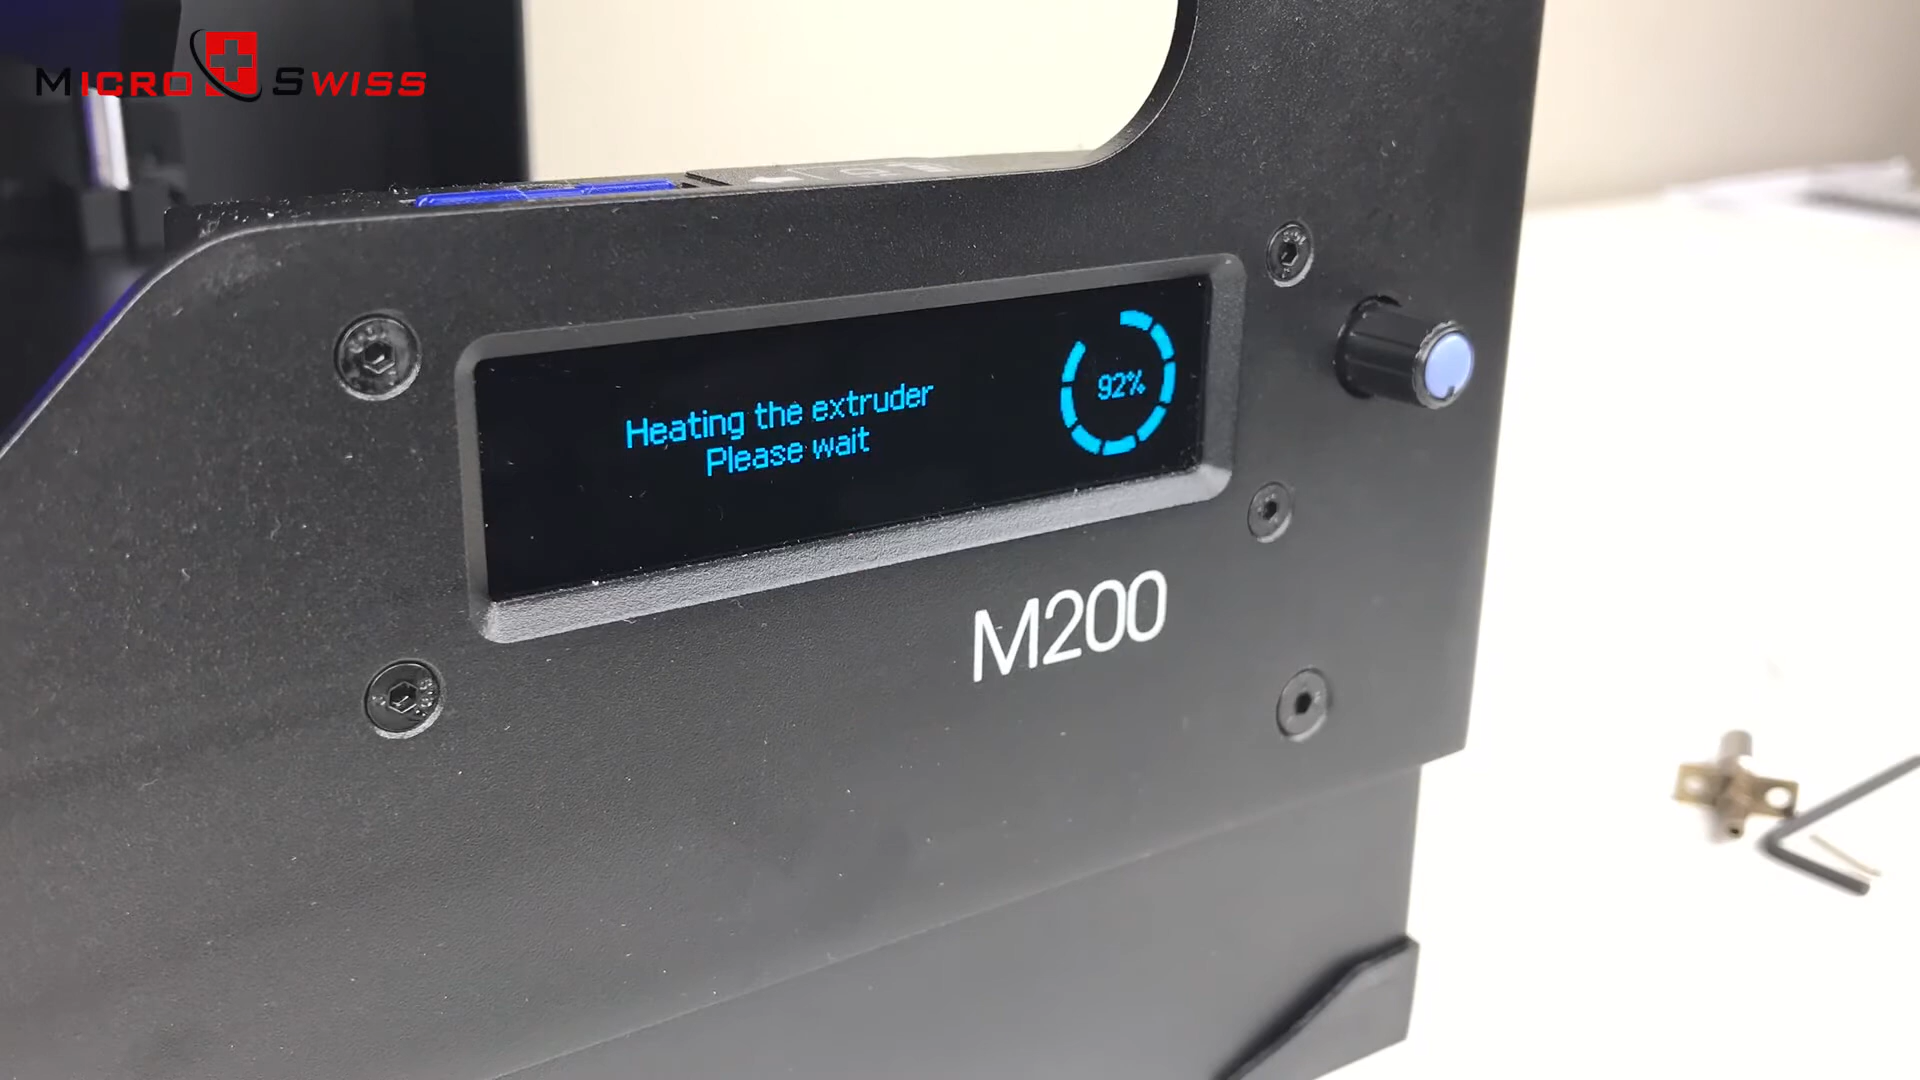 MICRO SWISS
Heating the extruder
Please wait
92%
M200